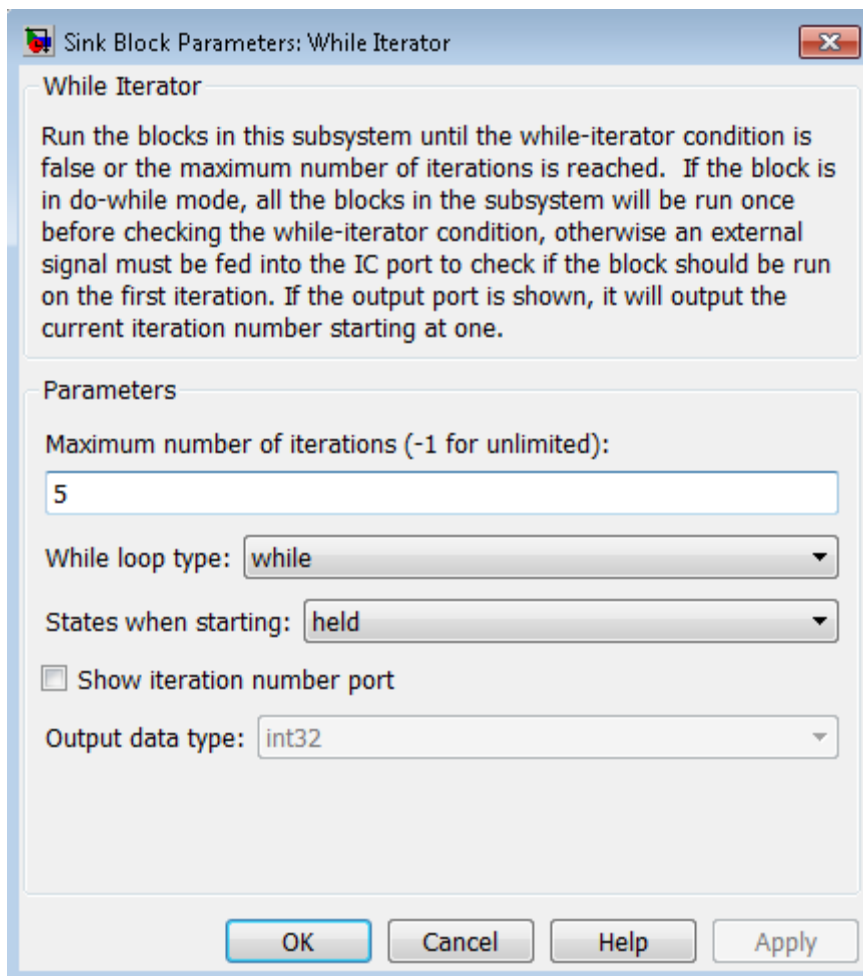 Sink Block Parameters: While Iterator
While Iterator
Run the blocks in this subsystem until the while-iterator condition is
false or the maximum number of iterations is reached.  If the block is
in do-while mode, all the blocks in the subsystem will be run once
before checking the while-iterator condition, otherwise an external
signal must be fed into the IC port to check if the block should be run
on the first iteration. If the output port is shown, it will output the
current iteration number starting at one.
Parameters
Maximum number of iterations (-1 for unlimited):
5
While loop type: while
States when starting: held
Show iteration number port
Output data type: int32
OK Cancel Help Apply